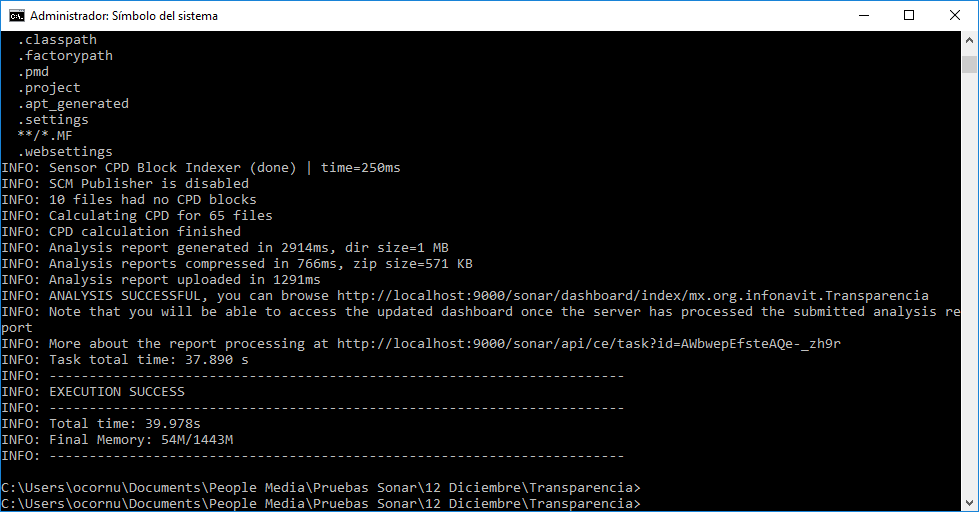 Administrador: Símbolo del sistema
.classpath
.factorypath
.pmd
.project
.apt_generated
.settings
**/*.MF
.websettings
INFO: Sensor CPD Block Indexer (done) | time=250ms
INFO: SCM Publisher is disabled
INFO: 10 files had no CPD blocks
INFO: Calculating CPD for 65 files
INFO: CPD calculation finished
INFO: Analysis report generated in 2914ms, dir size=1 MB
INFO: Analysis reports compressed in 766ms, zip size=571 KB
INFO: Analysis report uploaded in 1291ms
INFO: ANALYSIS SUCCESSFUL, you can browse http://localhost:9000/sonar/dashboard/index/mx.org.infonavit.Transparencia
INFO: Note that you will be able to access the updated dashboard once the server has processed the submitted analysis re
port
INFO: More about the report processing at http://localhost:9000/sonar/api/ce/task?id=AWbwepEfsteAQe-_zh9r
INFO: Task total time: 37.890 s
INFO: ------------------------------------------------------------------------
INFO: EXECUTION SUCCESS
INFO: ------------------------------------------------------------------------
INFO: Total time: 39.978s
INFO: Final Memory: 54M/1443M
INFO: ------------------------------------------------------------------------
C:\Users\ocornu\Documents\People Media\Pruebas Sonar\12 Diciembre\Transparencia>
C:\Users\ocornu\Documents\People Media\Pruebas Sonar\12 Diciembre\Transparencia>